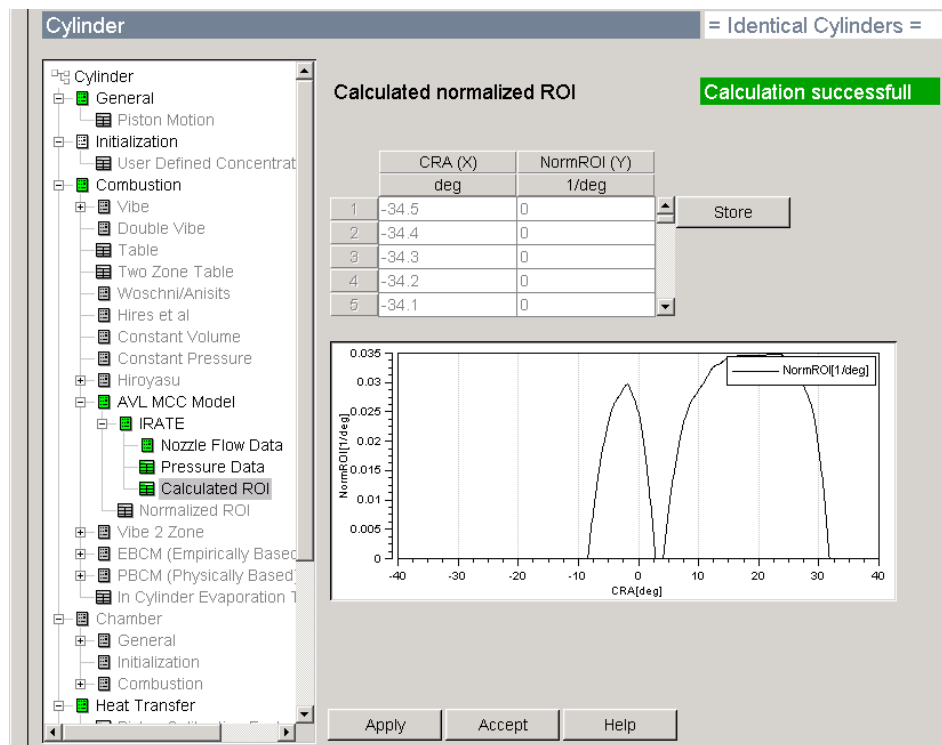 Cylinder
= Identical Cylinders =
Cylinder
General
Piston Motion
Initialization
User Defined Concentrat
Combustion
Vibe
Double Vibe
Table
Two Zone Table
Woschni/Anisits
Hires et al
Constant Volume
Constant Pressure
Hiroyasu
AVL MCC Model
IRATE
Nozzle Flow Data
Pressure Data
Calculated ROI
Normalized ROI
Vibe 2 Zone
EBCM (Empirically Based
PBCM (Physically Based)
In Cylinder Evaporation T
Chamber
General
Initialization
Combustion
Heat Transfer
Calculated normalized ROI
Calculation successfull
CRA (X) NormROI (Y)
deg 1/deg
1 -34.5 0
2 -34.4 0
3 -34.3 0
4 -34.2 0
5 -34.1 0
Store
NormROI[1/deg]
0.035
0.03
0.025
0.02
0.015
0.01
0.005
0
NormROI[1/deg]
-40 -30 -20 -10 0 10 20 30 40
CRA[deg]
Apply Accept Help